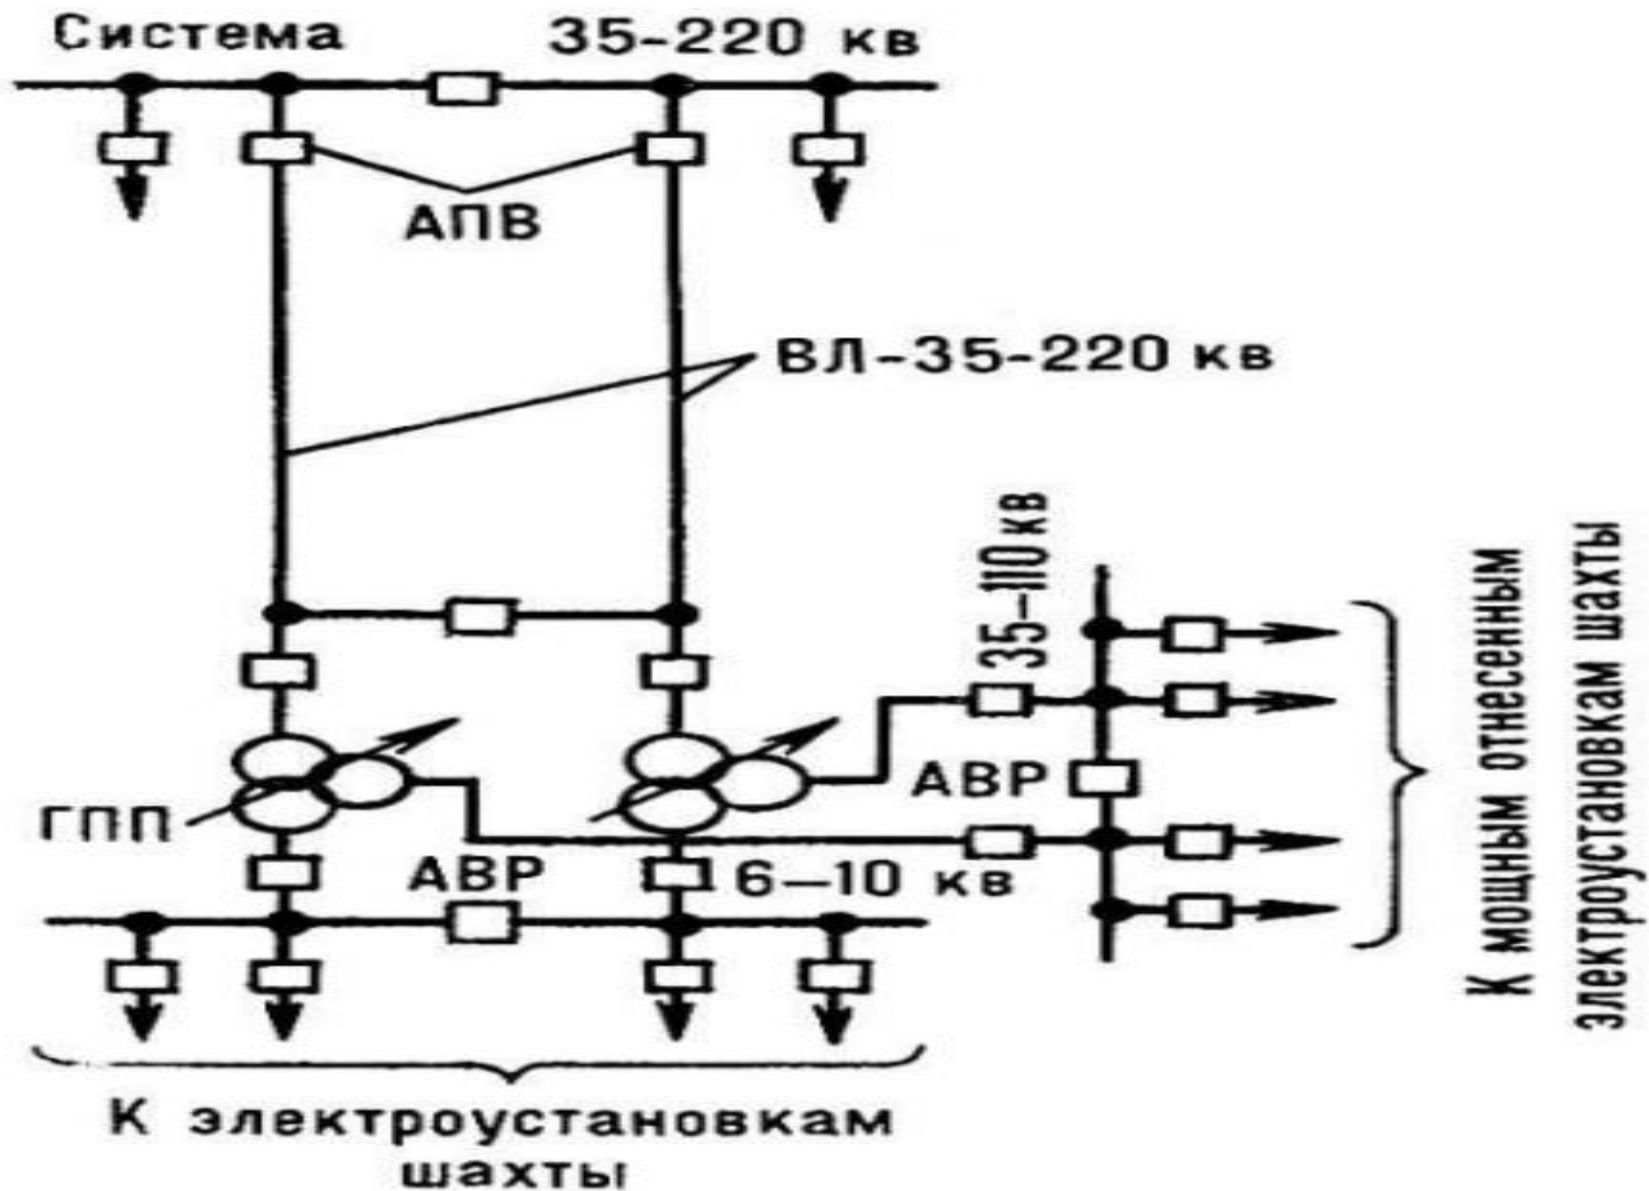 Система
35-220 кв
АПВ
ВЛ-35-220 кв
35-110 кв
К мощным отнесенным
электроустановкам шахты
АВР
ГПП
АВР
6-10 кв
К электроустановкам
шахты